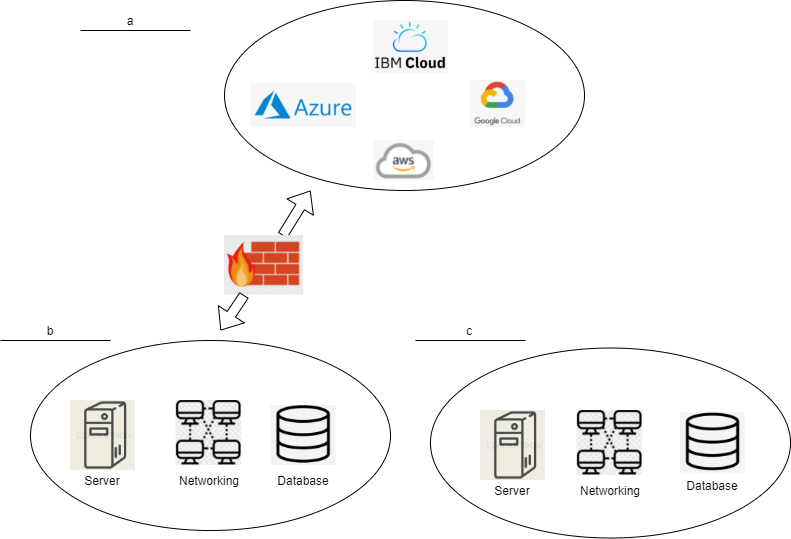 a
IBM Cloud
Azure
Google Cloud
aws
b
c
Server
Networking
Database
Server
Networking
Database